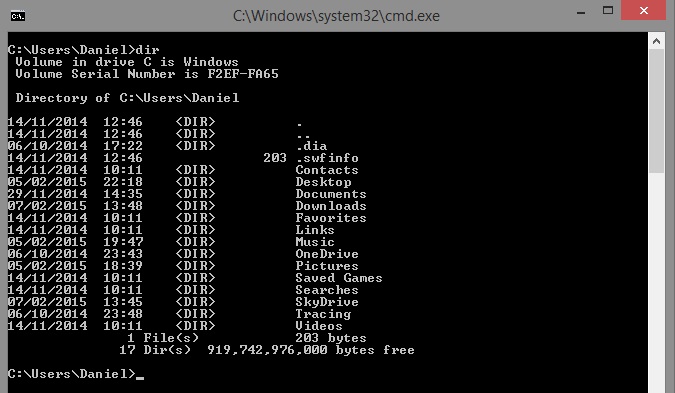 C:\Windows\system32\cmd.exe
C:\Users\Daniel>dir
 Volume in drive C is Windows
 Volume Serial Number is F2EF-FA65

 Directory of C:\Users\Daniel

14/11/2014  12:46    <DIR>          .
14/11/2014  12:46    <DIR>          ..
06/10/2014  17:22    <DIR>          .dia
14/11/2014  12:46               203 .swfinfo
14/11/2014  10:11    <DIR>          Contacts
05/02/2015  22:18    <DIR>          Desktop
29/11/2014  14:35    <DIR>          Documents
07/02/2015  13:48    <DIR>          Downloads
14/11/2014  10:11    <DIR>          Favorites
14/11/2014  10:11    <DIR>          Links
05/02/2015  19:47    <DIR>          Music
06/10/2014  23:43    <DIR>          OneDrive
05/02/2015  18:39    <DIR>          Pictures
14/11/2014  10:11    <DIR>          Saved Games
14/11/2014  10:11    <DIR>          Searches
07/02/2015  13:45    <DIR>          SkyDrive
06/10/2014  23:48    <DIR>          Tracing
14/11/2014  10:11    <DIR>          Videos
               1 File(s)            203 bytes
              17 Dir(s)  919,742,976,000 bytes free

C:\Users\Daniel>_